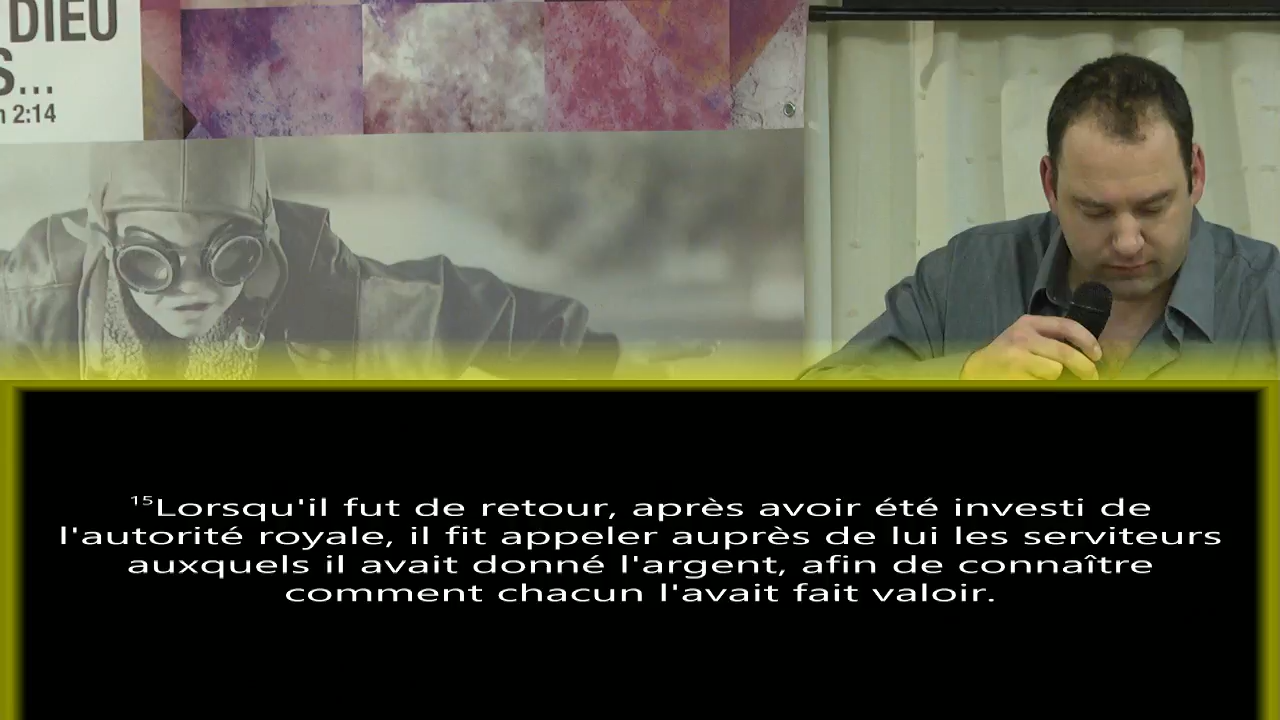 DIEU
S...
n 2:14
¹⁵Lorsqu'il fut de retour, après avoir été investi de
l'autorité royale, il fit appeler auprès de lui les serviteurs
auxquels il avait donné l'argent, afin de connaître
comment chacun l'avait fait valoir.